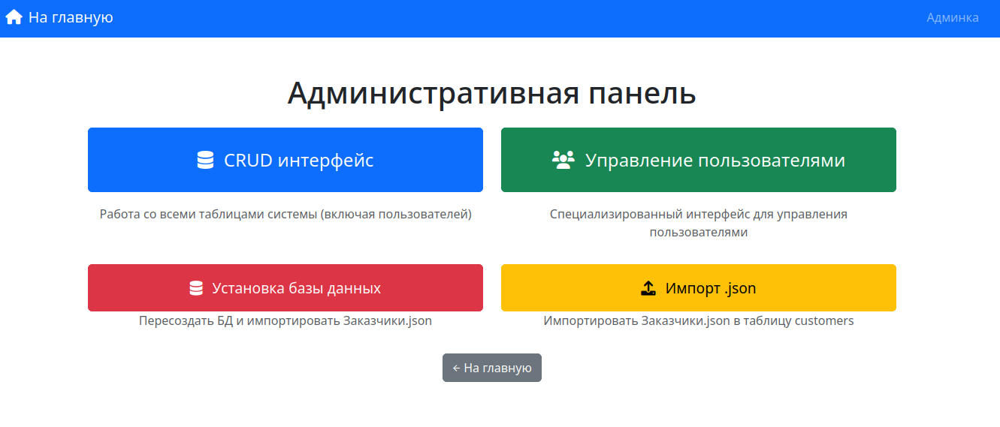 На главную
Админка
Административная панель
CRUD интерфейс
Управление пользователями
Работа со всеми таблицами системы (включая пользователей)
Специализированный интерфейс для управления
пользователями
Установка базы данных
Импорт .json
Пересоздать БД и импортировать Заказчики.json
Импортировать Заказчики.json в таблицу customers
← На главную